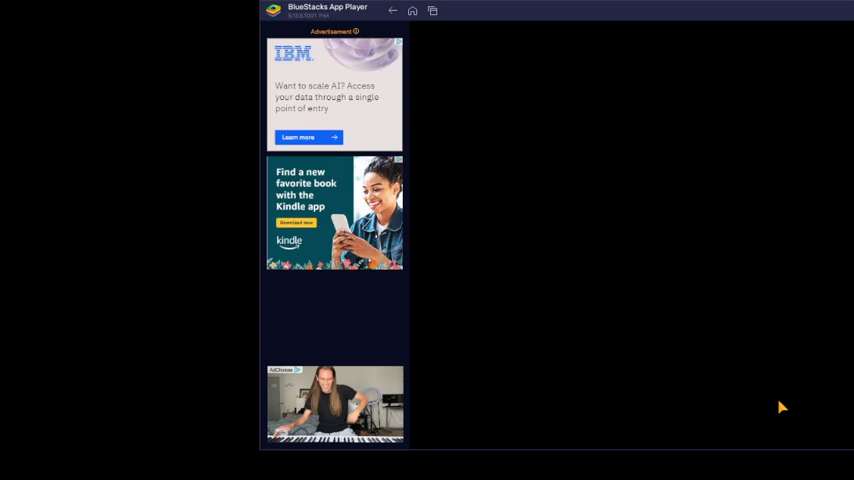 BlueStacks App Player
Advertisement
IBM.
Want to scale AI? Access
your data through a single
point of entry
Learn more
Find a new
favorite book
with the
Kindle app
Download now
kindle
AdChoices